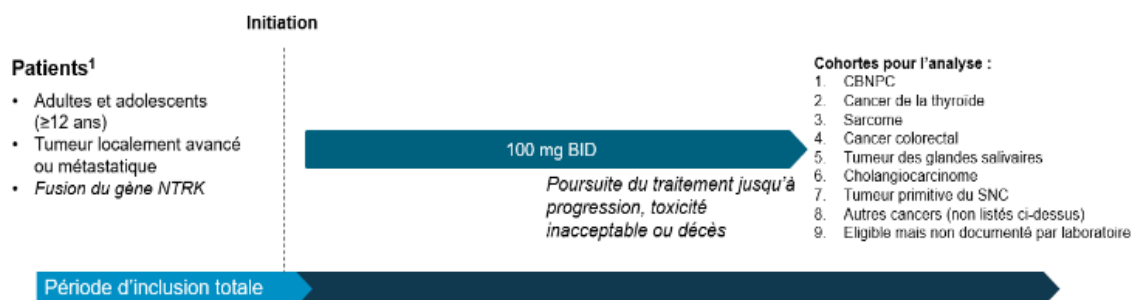 Initiation
Patients¹
• Adultes et adolescents
(≥12 ans)
• Tumeur localement avancé
ou métastatique
• Fusion du gène NTRK
100 mg BID
Poursuite du traitement jusqu'à
progression, toxicité
inacceptable ou décès
Cohortes pour l'analyse :
1. CBNPC
2. Cancer de la thyroïde
3. Sarcome
4. Cancer colorectal
5. Tumeur des glandes salivaires
6. Cholangiocarcinome
7. Tumeur primitive du SNC
8. Autres cancers (non listés ci-dessus)
9. Eligible mais non documenté par laboratoire
Période d'inclusion totale